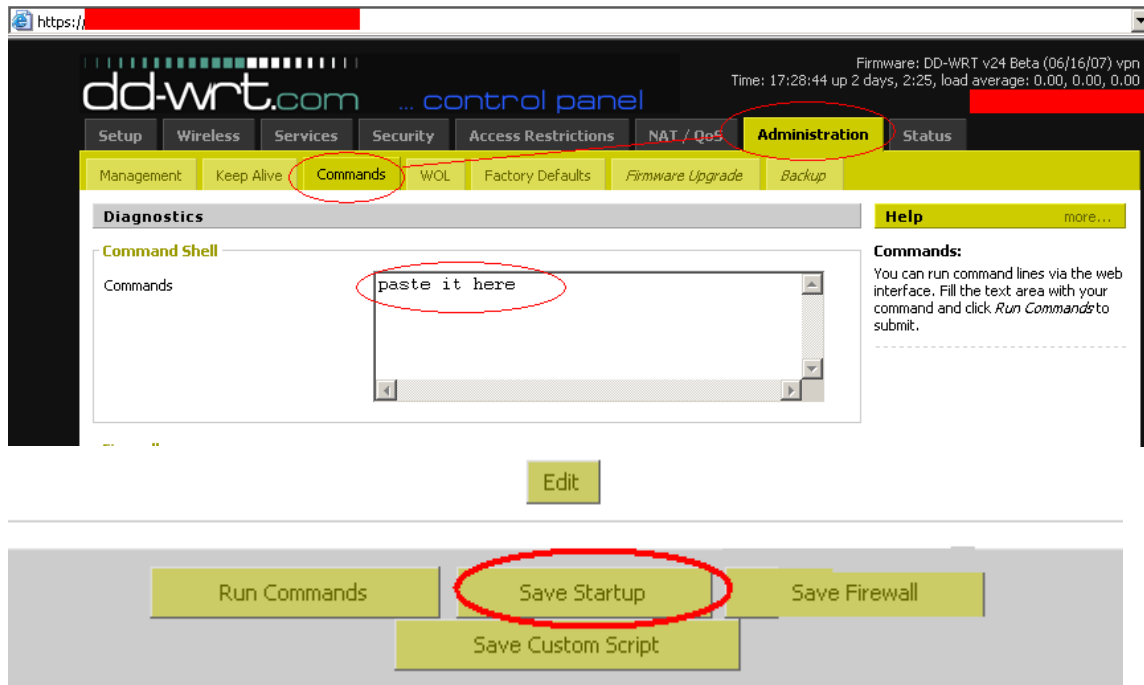 https:/
dd-wrt.com ... control panel
Firmware: DD-WRT v24 Beta (06/16/07) vpn
Time: 17:28:44 up 2 days, 2:25, load average: 0.00, 0.00, 0.00
Setup Wireless Services Security Access Restrictions NAT / QoS Administration Status
Management Keep Alive Commands WOL Factory Defaults Firmware Upgrade Backup
Diagnostics
Help more...
Command Shell
Commands
paste it here
Commands:
You can run command lines via the web
interface. Fill the text area with your
command and click Run Commands to
submit.
Edit
Run Commands Save Startup Save Firewall
Save Custom Script